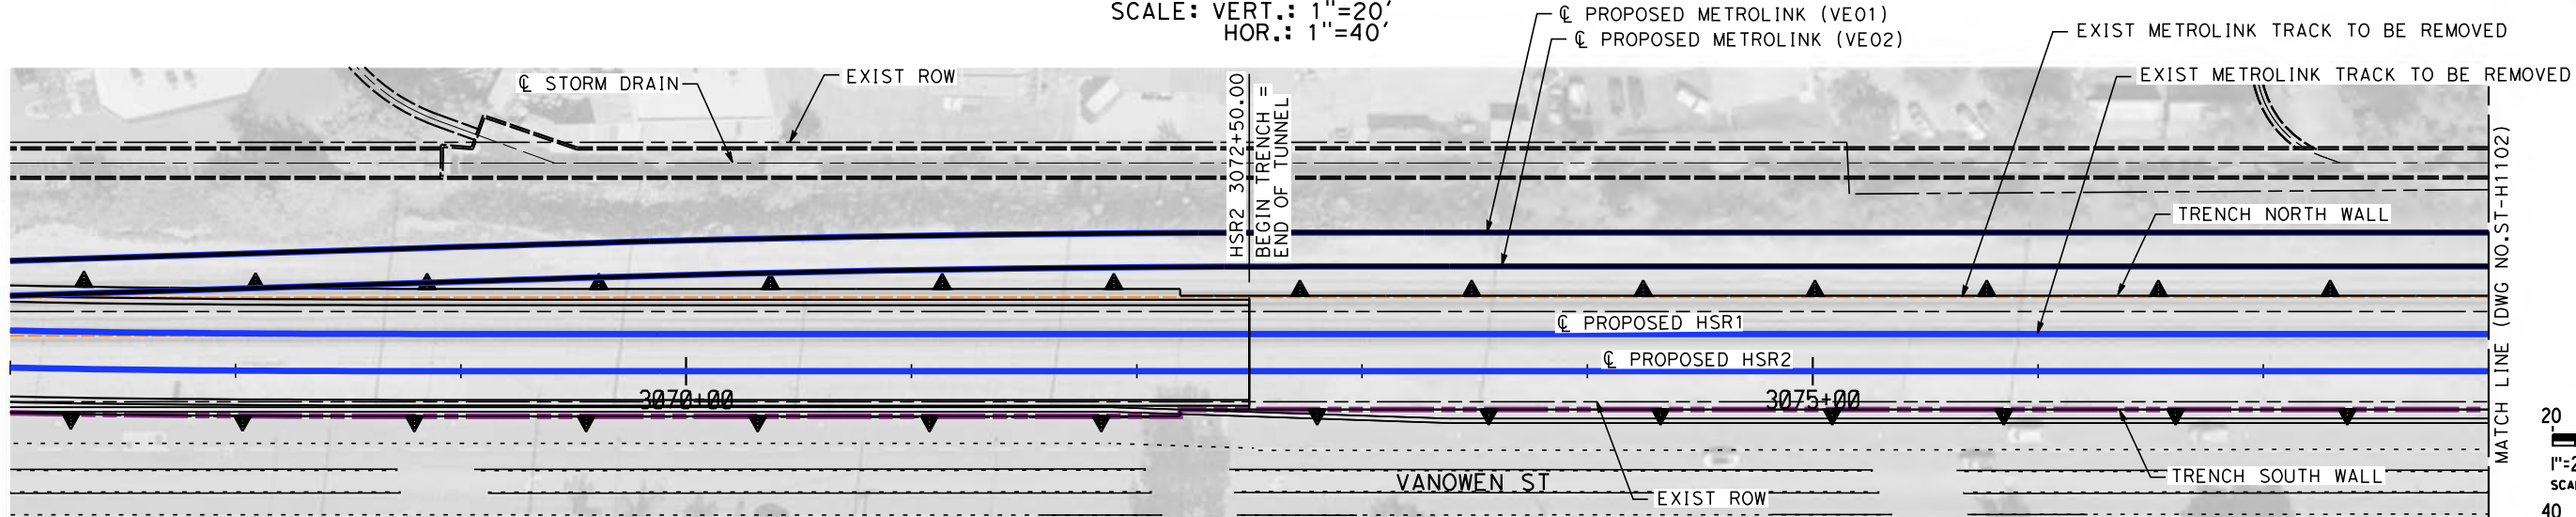 SCALE: VERT.: 1"=20'
HOR.: 1"=40'
℄ PROPOSED METROLINK (VE01)
℄ PROPOSED METROLINK (VE02)
EXIST METROLINK TRACK TO BE REMOVED
EXIST METROLINK TRACK TO BE REMOVED
℄ STORM DRAIN
EXIST ROW
HSR2 3072+50.00
BEGIN TRENCH =
END OF TUNNEL
TRENCH NORTH WALL
MATCH LINE (DWG NO.ST-H1102)
℄ PROPOSED HSR1
℄ PROPOSED HSR2
3070+00
3075+00
VANOWEN ST
EXIST ROW
TRENCH SOUTH WALL
20
40